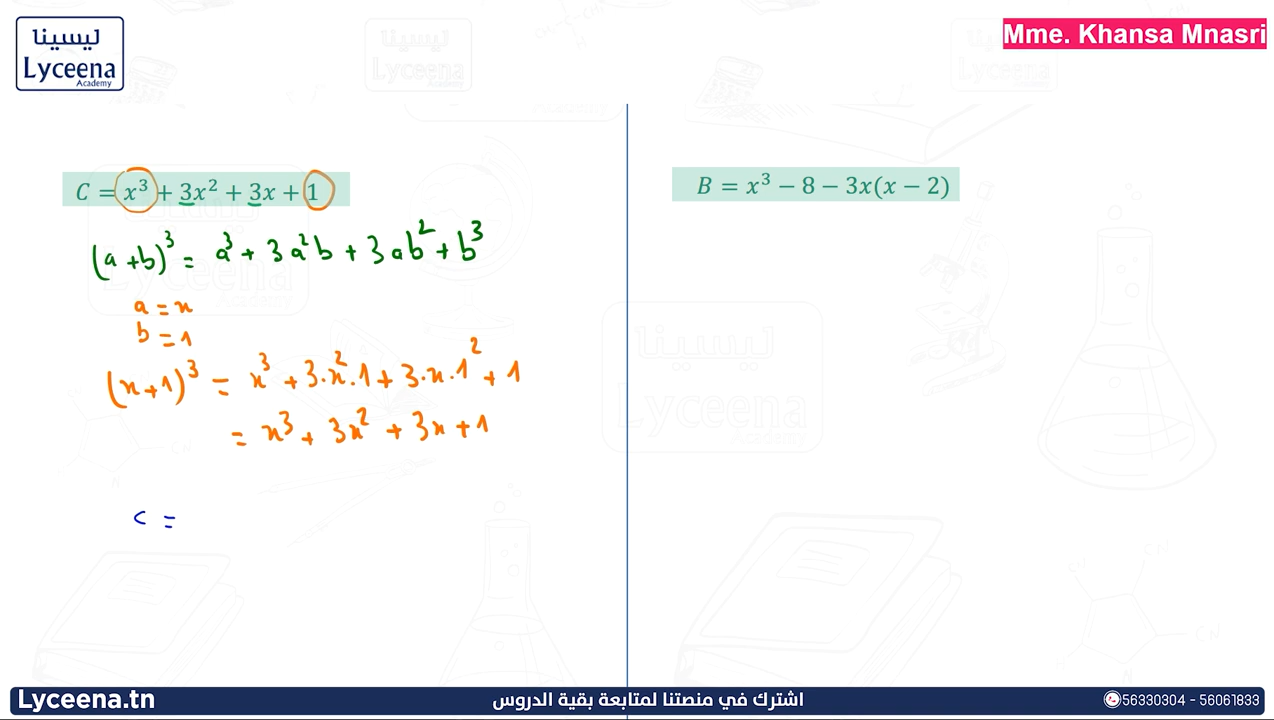 ليسينا
Lyceena
Academy
Mme. Khansa Mnasri
C = x³ + 3x² + 3x + 1
(a+b)³ = a³ + 3a²b + 3ab² + b³
a = x
b = 1
(x+1)³ = x³ + 3·x²·1 + 3·x·1² + 1
= x³ + 3x² + 3x + 1
C =
B = x³ − 8 − 3x(x − 2)
Lyceena.tn
اشترك في منصتنا لمتابعة بقية الدروس
56330304 - 56061833